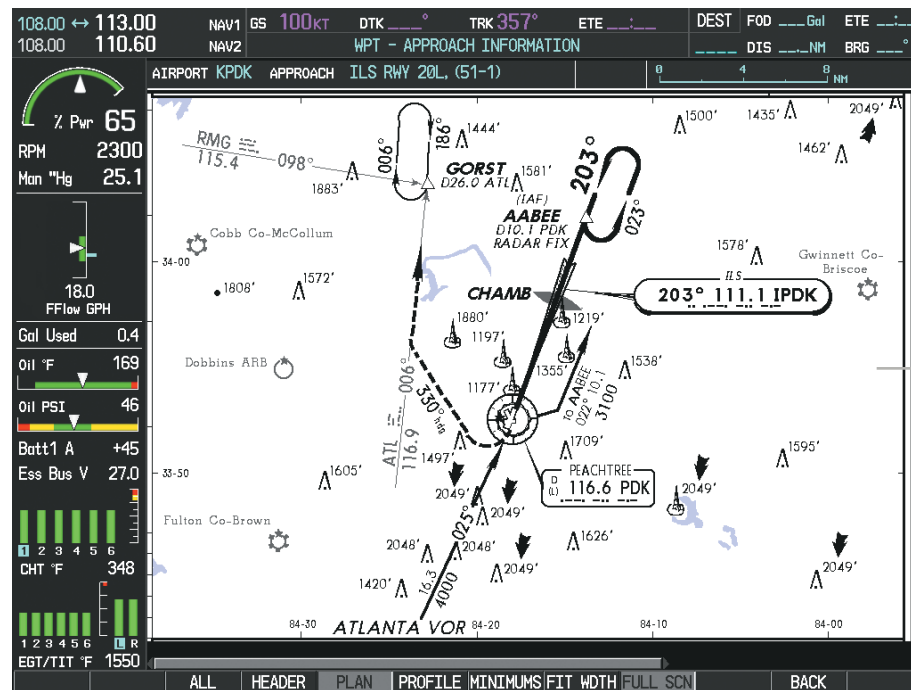 108.00 ↔ 113.00 NAV1 GS 100KT DTK ___° TRK 357° ETE __:__ DEST FOD ___Gal ETE __:__
108.00 110.60 NAV2 WPT - APPROACH INFORMATION ____ DIS __._NM BRG ___°
AIRPORT KPDK APPROACH ILS RWY 20L, (51-1) 0 4 8 NM
% Pwr 65
RPM 2300
Man "Hg 25.1
18.0
FFlow GPH
Gal Used 0.4
Oil °F 169
Oil PSI 46
Batt1 A +45
Ess Bus V 27.0
1 2 3 4 5 6
CHT °F 348
1 2 3 4 5 6 L R
EGT/TIT °F 1550
1500' 1435' 2049'
RMG 115.4 098°
006° 186°
1444'
1462'
GORST
D26.0 ATL
1883'
1581'
(IAF)
AABEE
D10.1 PDK
RADAR FIX
203°
023°
Cobb Co-McCollum
1578'
Gwinnett Co-
Briscoe
34-00
1808'
1572'
CHAMB
ILS
203° 111.1 IPDK
1880'
1219'
1197'
Dobbins ARB
1355'
1538'
1177'
ATL 116.9 006°
330° hdg
to AABEE
022° 10.1
3100
1497'
1709'
1595'
33-50
1605'
PEACHTREE
D
(L)
116.6 PDK
2049'
2049'
2049'
Fulton Co-Brown
025°
16.3
4000
2048' 2048'
1626'
2049'
2049'
1420'
ATLANTA VOR
84-30 84-20 84-10 84-00
ALL HEADER PLAN PROFILE MINIMUMS FIT WDTH FULL SCN BACK